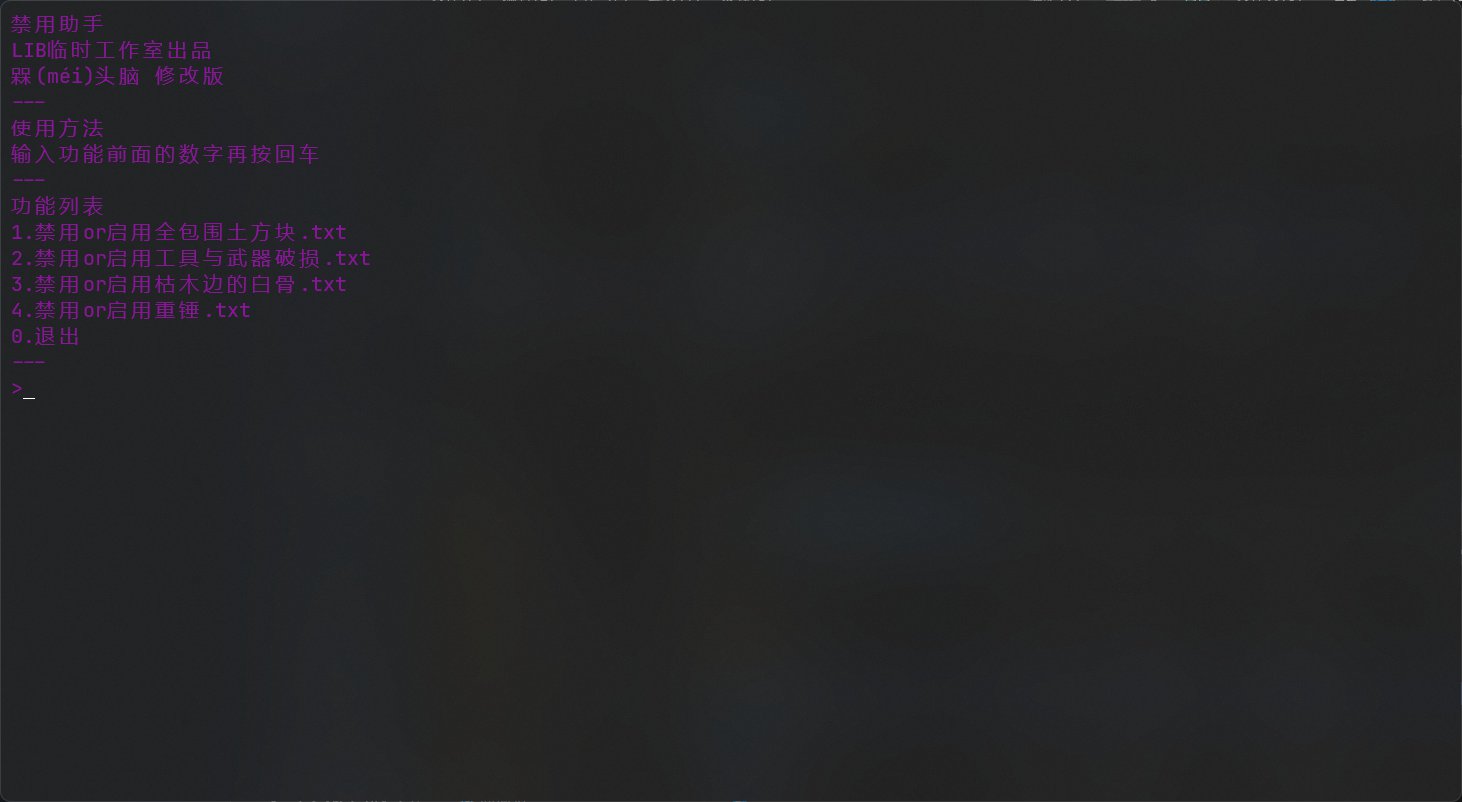 禁用助手
LIB临时工作室出品
槑(méi)头脑 修改版
---
使用方法
输入功能前面的数字再按回车
---
功能列表
1.禁用or启用全包围土方块.txt
2.禁用or启用工具与武器破损.txt
3.禁用or启用枯木边的白骨.txt
4.禁用or启用重锤.txt
0.退出
---
>_